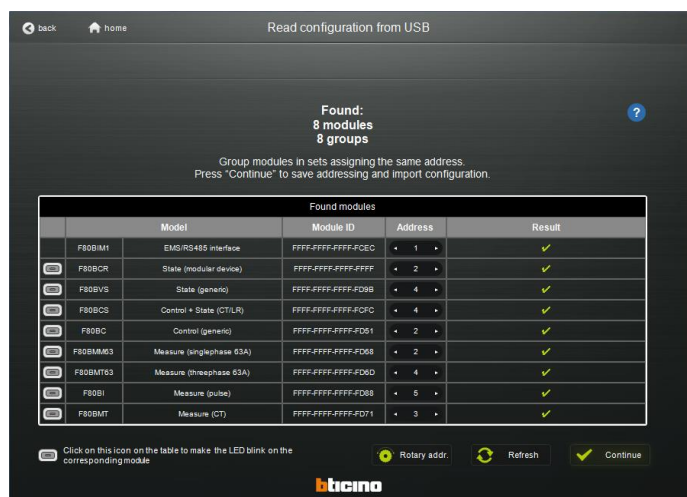 back home Read configuration from USB
Found:
8 modules
8 groups
?
Group modules in sets assigning the same address.
Press "Continue" to save addressing and import configuration.
Found modules
Model Module ID Address Result
F80BIM1 EMS/RS485 interface FFFF-FFFF-FFFF-FCEC 1
F80BCR State (modular device) FFFF-FFFF-FFFF-FFFF 2
F80BVS State (generic) FFFF-FFFF-FFFF-FD9B 4
F80BCS Control + State (CT/LR) FFFF-FFFF-FFFF-FCFC 4
F80BC Control (generic) FFFF-FFFF-FFFF-FD51 2
F80BMM63 Measure (singlephase 63A) FFFF-FFFF-FFFF-FD68 2
F80BMT63 Measure (threephase 63A) FFFF-FFFF-FFFF-FD6D 4
F80BI Measure (pulse) FFFF-FFFF-FFFF-FD88 5
F80BMT Measure (CT) FFFF-FFFF-FFFF-FD71 3
Click on this icon on the table to make the LED blink on the
corresponding module
Rotary addr. Refresh Continue
bticino